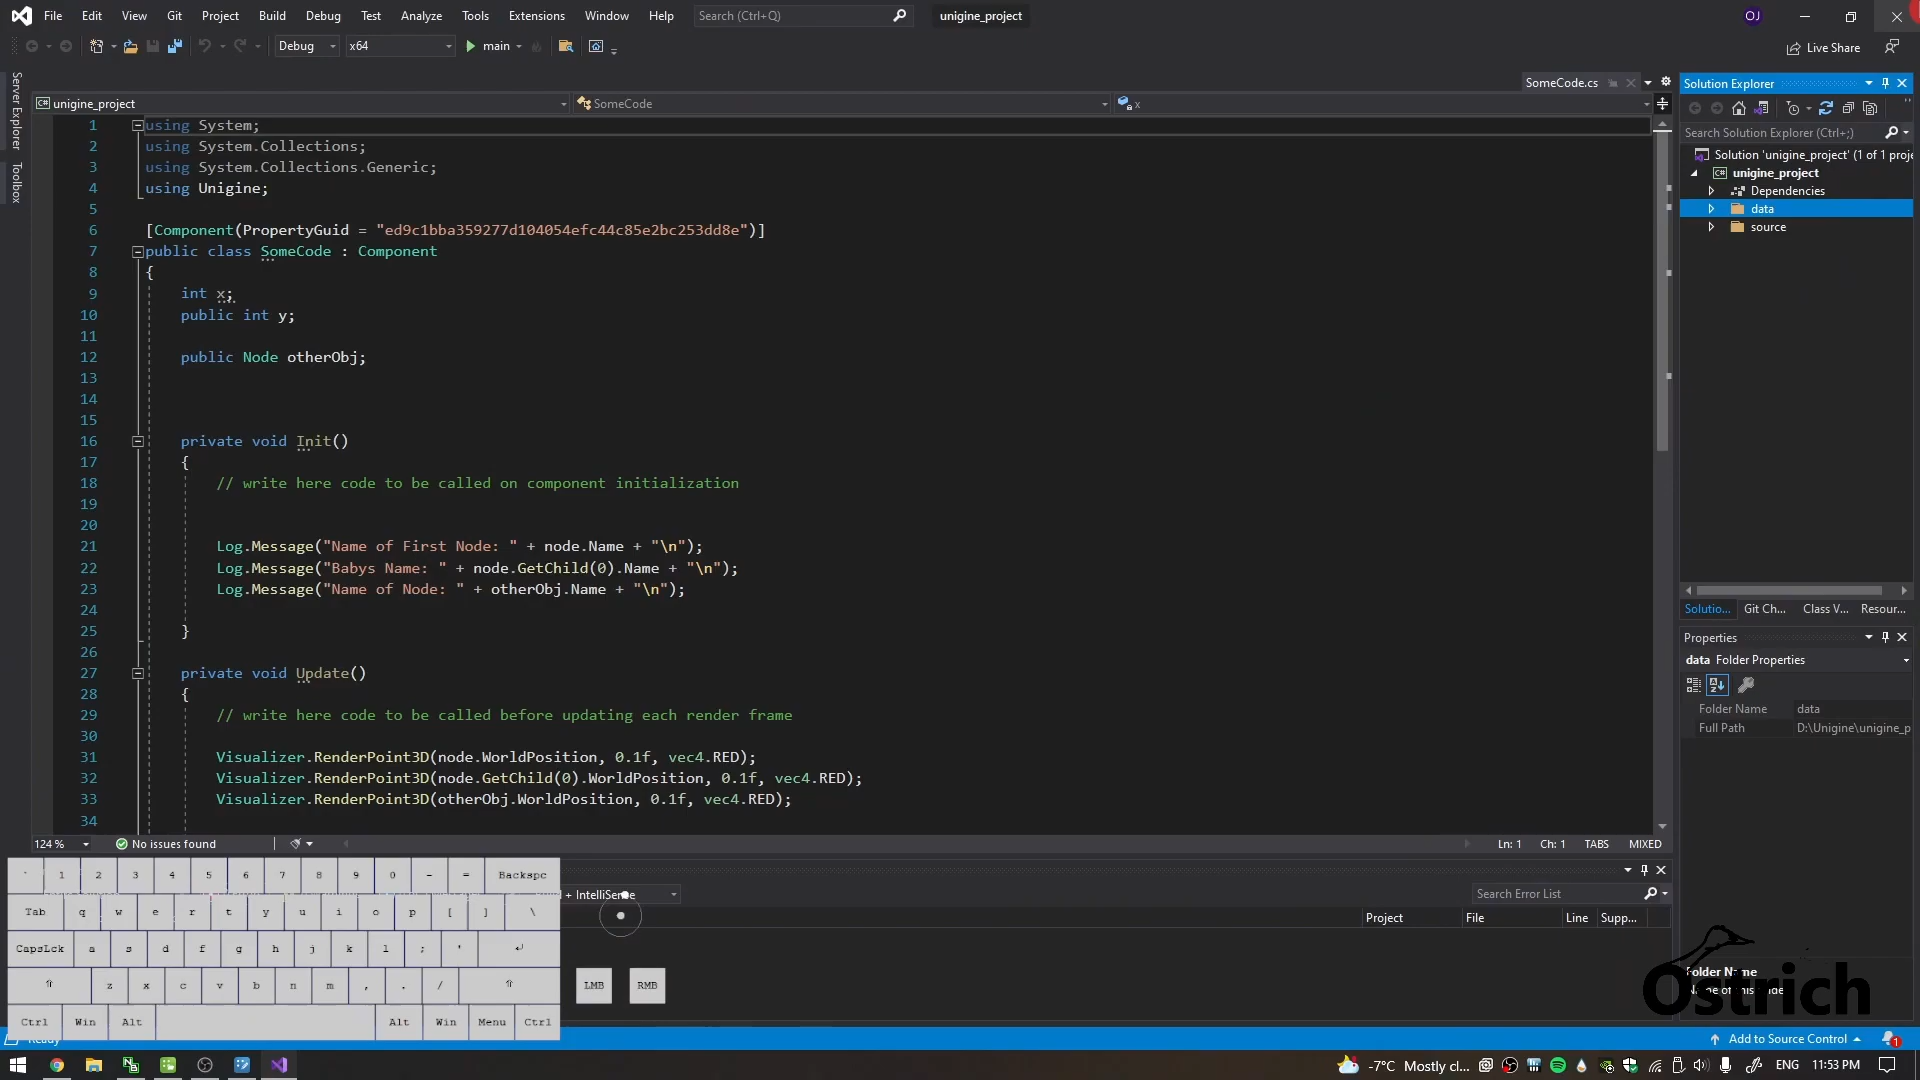 File Edit View Git Project Build Debug Test Analyze Tools Extensions Window Help Search (Ctrl+Q) unigine_project OJ
Debug x64 main Live Share
Server Explorer
Toolbox
SomeCode.cs
unigine_project SomeCode x
1 using System;
2 using System.Collections;
3 using System.Collections.Generic;
4 using Unigine;
5
6 [Component(PropertyGuid = "ed9c1bba359277d104054efc44c85e2bc253dd8e")]
7 public class SomeCode : Component
8 {
9 int x;
10 public int y;
11
12 public Node otherObj;
13
14
15
16 private void Init()
17 {
18 // write here code to be called on component initialization
19
20
21 Log.Message("Name of First Node: " + node.Name + "\n");
22 Log.Message("Babys Name: " + node.GetChild(0).Name + "\n");
23 Log.Message("Name of Node: " + otherObj.Name + "\n");
24
25 }
26
27 private void Update()
28 {
29 // write here code to be called before updating each render frame
30
31 Visualizer.RenderPoint3D(node.WorldPosition, 0.1f, vec4.RED);
32 Visualizer.RenderPoint3D(node.GetChild(0).WorldPosition, 0.1f, vec4.RED);
33 Visualizer.RenderPoint3D(otherObj.WorldPosition, 0.1f, vec4.RED);
34
124 % No issues found Ln: 1 Ch: 1 TABS MIXED
Solution Explorer
Search Solution Explorer (Ctrl+;)
Solution 'unigine_project' (1 of 1 proje
unigine_project
Dependencies
data
source
Solutio... Git Ch... Class V... Resour...
Properties
data Folder Properties
Folder Name data
Full Path D:\Unigine\unigine_p
Folder Name
Ostrich
+ IntelliSense Search Error List
Project File Line Supp...
` 1 2 3 4 5 6 7 8 9 0 - = Backspc
Tab q w e r t y u i o p [ ] \
CapsLck a s d f g h j k l ; '
z x c v b n m , . /
Ctrl Win Alt Alt Win Menu Ctrl
LMB RMB
Ready Add to Source Control 1
-7°C Mostly cl... ENG 11:53 PM